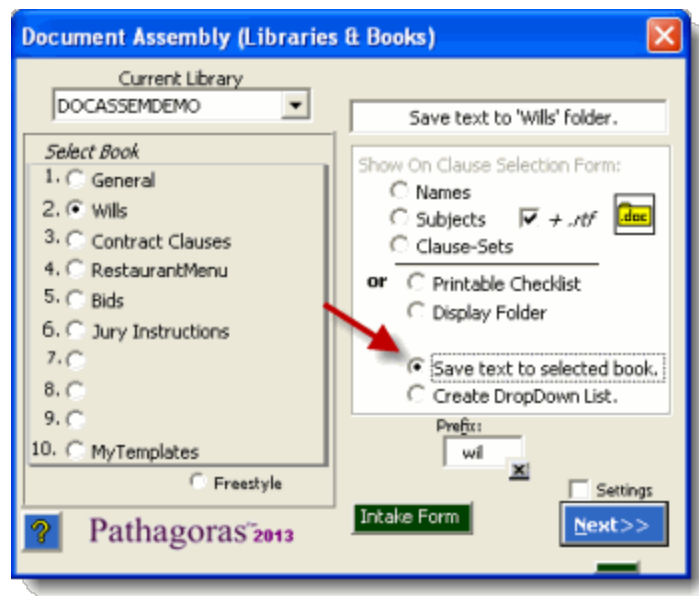 Document Assembly (Libraries & Books)
Current Library
DOCASSEMDEMO
Save text to 'Wills' folder.
Select Book
1. General
2. Wills
3. Contract Clauses
4. RestaurantMenu
5. Bids
6. Jury Instructions
7.
8.
9.
10. MyTemplates
Freestyle
Show On Clause Selection Form:
Names
Subjects + .rtf .doc
Clause-Sets
or Printable Checklist
Display Folder
Save text to selected book.
Create DropDown List.
Prefix:
wil
x
Settings
? Pathagoras™2013
Intake Form
Next>>